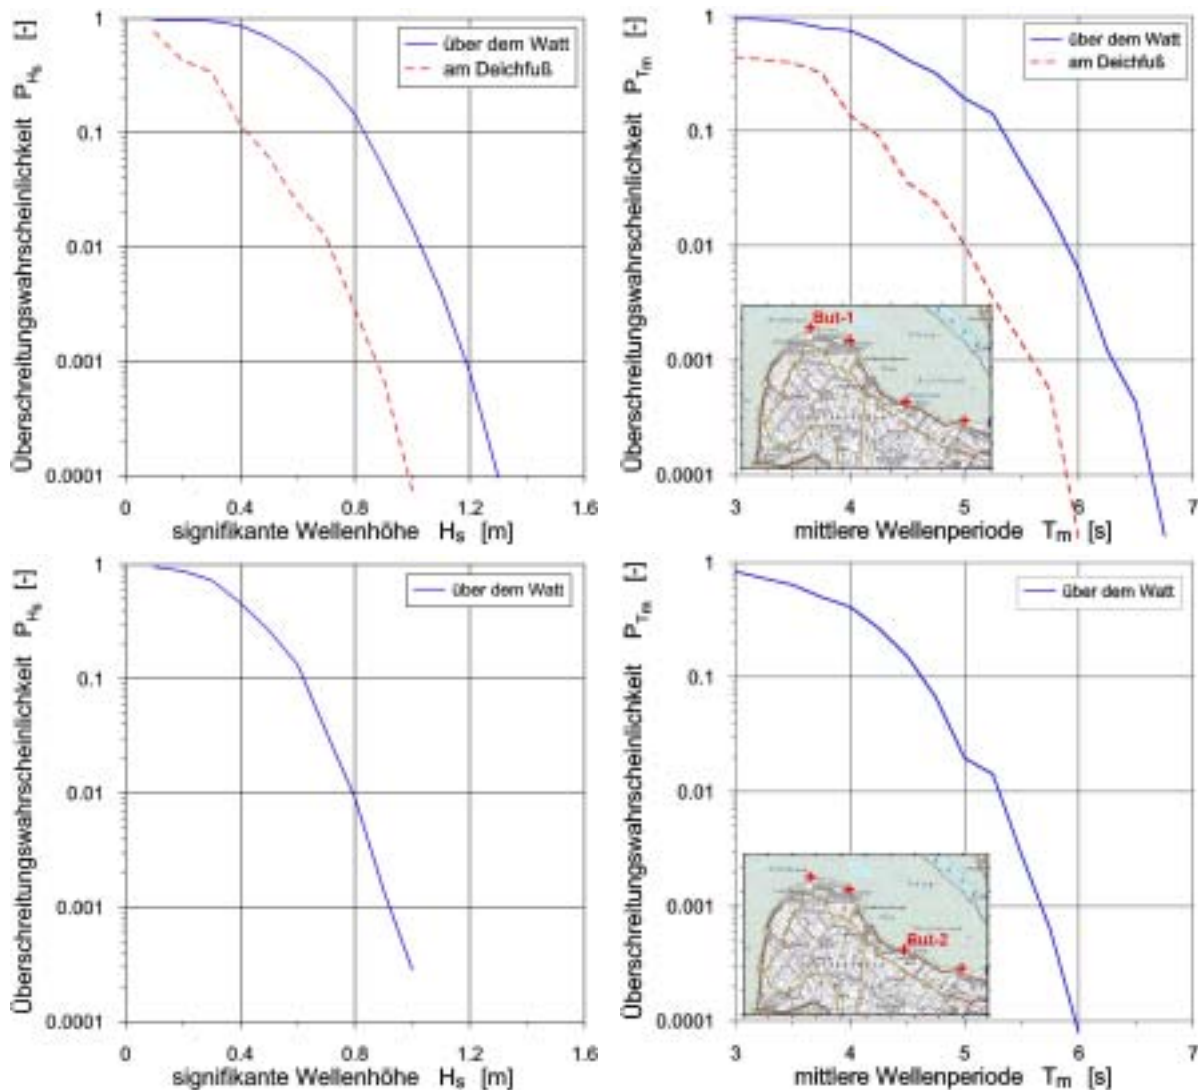 Überschreitungswahrscheinlichkeit P_Hs [-]
1
0.1
0.01
0.001
0.0001
über dem Watt
am Deichfuß
0 0.4 0.8 1.2 1.6
signifikante Wellenhöhe Hs [m]
Überschreitungswahrscheinlichkeit P_Tm [-]
1
0.1
0.01
0.001
0.0001
über dem Watt
am Deichfuß
But-1
3 4 5 6 7
mittlere Wellenperiode Tm [s]
Überschreitungswahrscheinlichkeit P_Hs [-]
1
0.1
0.01
0.001
0.0001
über dem Watt
0 0.4 0.8 1.2 1.6
signifikante Wellenhöhe Hs [m]
Überschreitungswahrscheinlichkeit P_Tm [-]
1
0.1
0.01
0.001
0.0001
über dem Watt
But-2
3 4 5 6 7
mittlere Wellenperiode Tm [s]